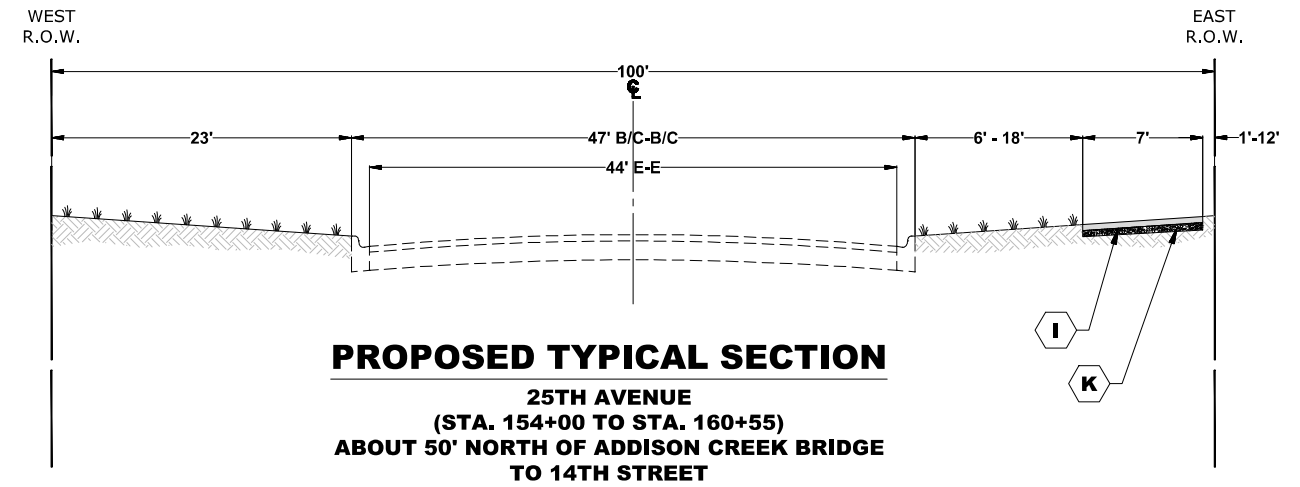 WEST
R.O.W.
EAST
R.O.W.
100'
℄
23'
47' B/C-B/C
6' - 18'
7'
1'-12'
44' E-E
I
K
PROPOSED TYPICAL SECTION
25TH AVENUE
(STA. 154+00 TO STA. 160+55)
ABOUT 50' NORTH OF ADDISON CREEK BRIDGE
TO 14TH STREET